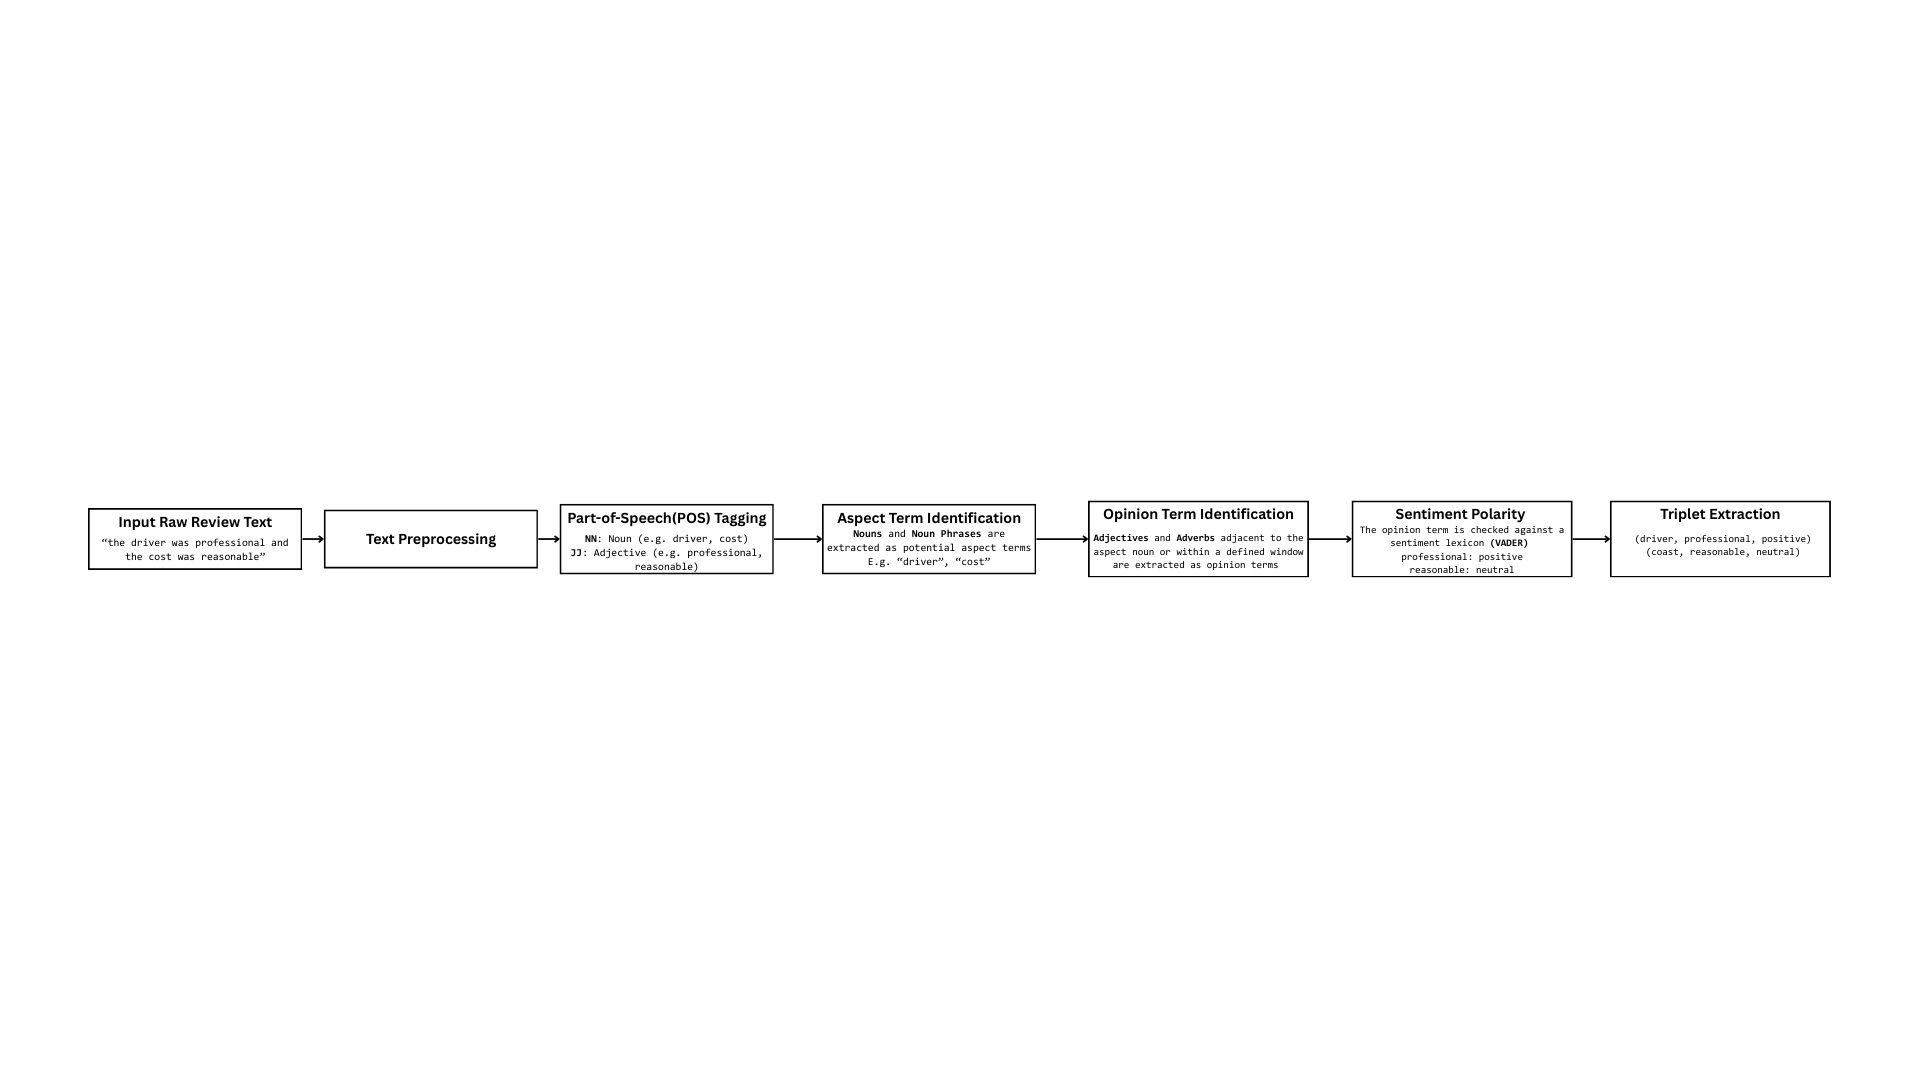 Input Raw Review Text
“the driver was professional and
the cost was reasonable”
Text Preprocessing
Part-of-Speech(POS) Tagging
NN: Noun (e.g. driver, cost)
JJ: Adjective (e.g. professional,
reasonable)
Aspect Term Identification
Nouns and Noun Phrases are
extracted as potential aspect terms
E.g. “driver”, “cost”
Opinion Term Identification
Adjectives and Adverbs adjacent to the
aspect noun or within a defined window
are extracted as opinion terms
Sentiment Polarity
The opinion term is checked against a
sentiment lexicon (VADER)
professional: positive
reasonable: neutral
Triplet Extraction
(driver, professional, positive)
(coast, reasonable, neutral)